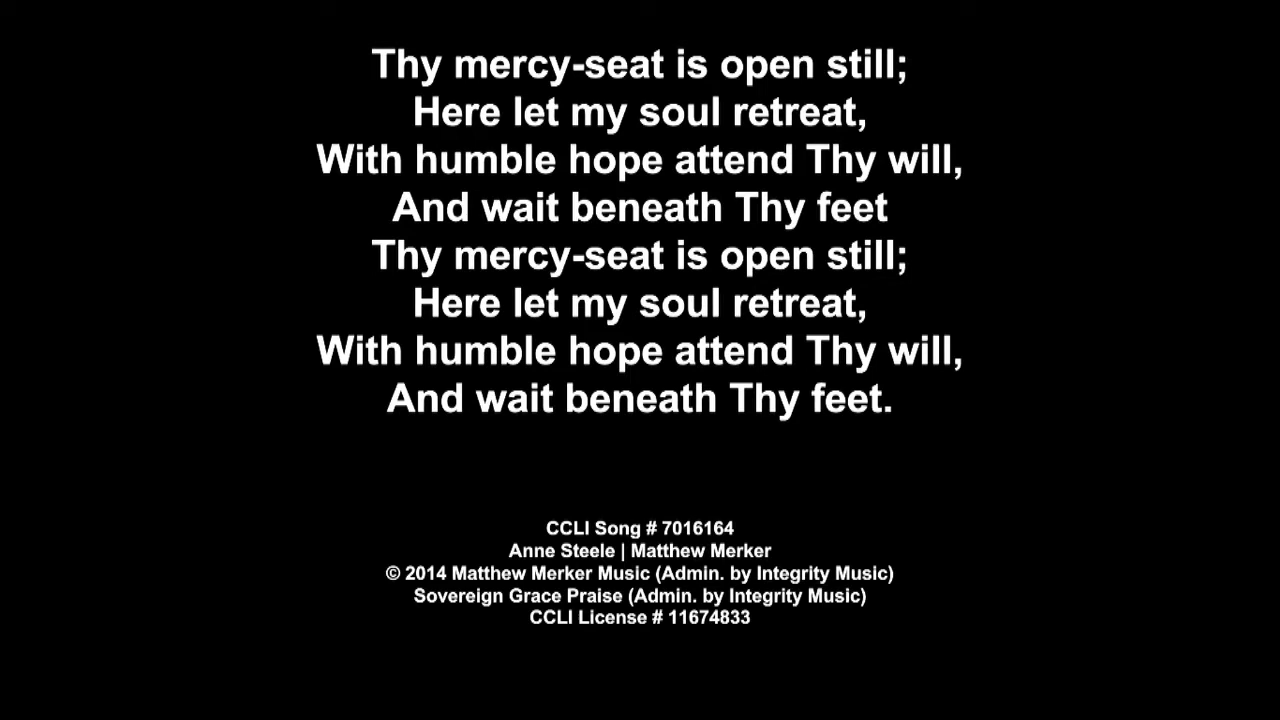 Thy mercy-seat is open still;
Here let my soul retreat,
With humble hope attend Thy will,
And wait beneath Thy feet
Thy mercy-seat is open still;
Here let my soul retreat,
With humble hope attend Thy will,
And wait beneath Thy feet.
CCLI Song # 7016164
Anne Steele | Matthew Merker
© 2014 Matthew Merker Music (Admin. by Integrity Music)
Sovereign Grace Praise (Admin. by Integrity Music)
CCLI License # 11674833